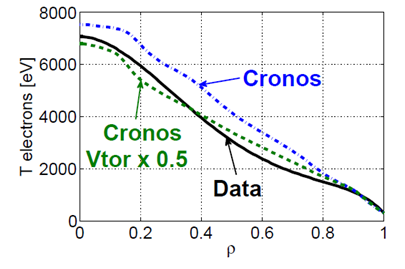 8000
6000
4000
2000
0
T electrons [eV]
Cronos
Cronos
Vtor x 0.5
Data
0 0.2 0.4 0.6 0.8 1
ρ